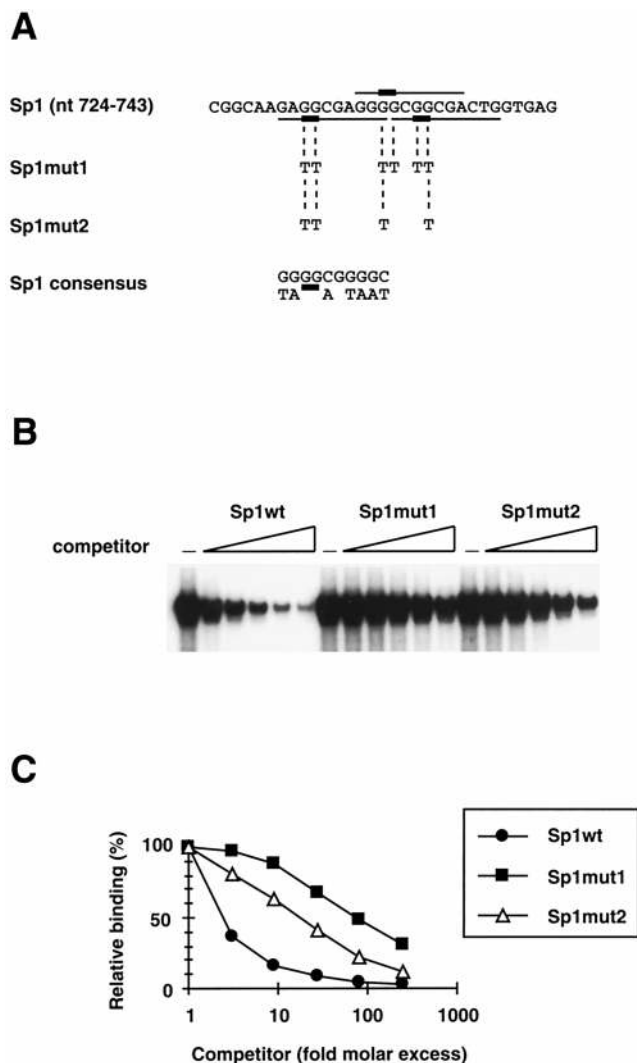 A
Sp1 (nt 724-743) CGGCAAGAGGCGAGGGGCGGCGACTGGTGAG
Sp1mut1 TT TT TT
Sp1mut2 TT T T
Sp1 consensus GGGGCGGGGC
TA A TAAT
B
Sp1wt Sp1mut1 Sp1mut2
competitor — — —
C
Relative binding (%)
100
50
0
1 10 100 1000
Competitor (fold molar excess)
Sp1wt
Sp1mut1
Sp1mut2